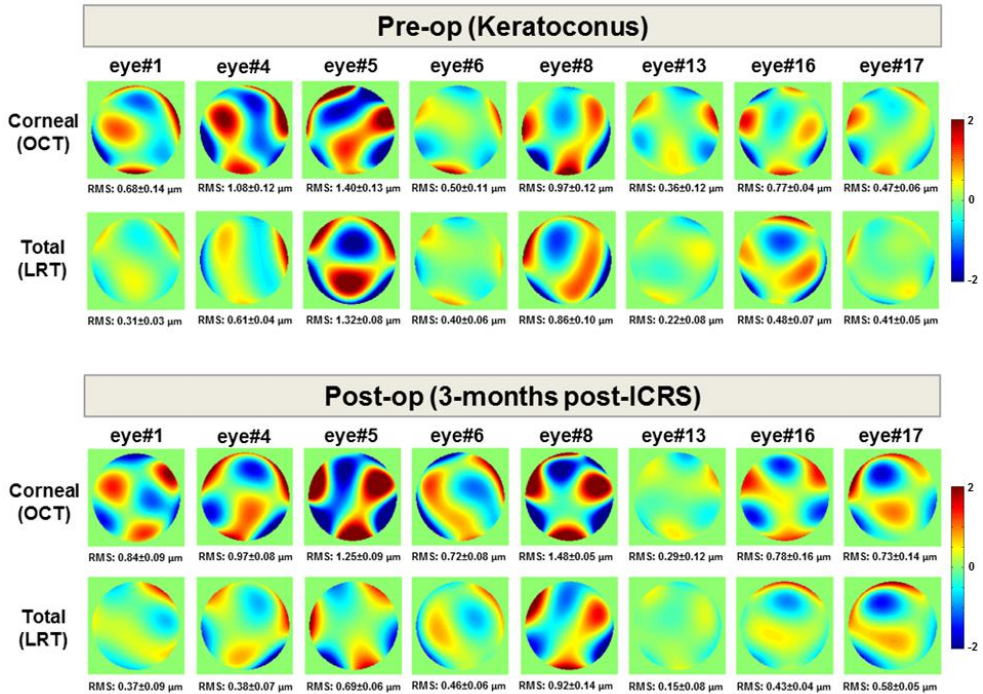 Pre-op (Keratoconus)
eye#1 eye#4 eye#5 eye#6 eye#8 eye#13 eye#16 eye#17
Corneal
(OCT)
RMS: 0.68±0.14 µm RMS: 1.08±0.12 µm RMS: 1.40±0.13 µm RMS: 0.50±0.11 µm RMS: 0.97±0.12 µm RMS: 0.36±0.12 µm RMS: 0.77±0.04 µm RMS: 0.47±0.06 µm
2
0
-2
Total
(LRT)
RMS: 0.31±0.03 µm RMS: 0.61±0.04 µm RMS: 1.32±0.08 µm RMS: 0.40±0.06 µm RMS: 0.86±0.10 µm RMS: 0.22±0.08 µm RMS: 0.48±0.07 µm RMS: 0.41±0.05 µm
Post-op (3-months post-ICRS)
eye#1 eye#4 eye#5 eye#6 eye#8 eye#13 eye#16 eye#17
Corneal
(OCT)
RMS: 0.84±0.09 µm RMS: 0.97±0.08 µm RMS: 1.25±0.09 µm RMS: 0.72±0.08 µm RMS: 1.48±0.05 µm RMS: 0.29±0.12 µm RMS: 0.78±0.16 µm RMS: 0.73±0.14 µm
2
0
-2
Total
(LRT)
RMS: 0.37±0.09 µm RMS: 0.38±0.07 µm RMS: 0.69±0.06 µm RMS: 0.46±0.06 µm RMS: 0.92±0.14 µm RMS: 0.15±0.08 µm RMS: 0.43±0.04 µm RMS: 0.58±0.05 µm